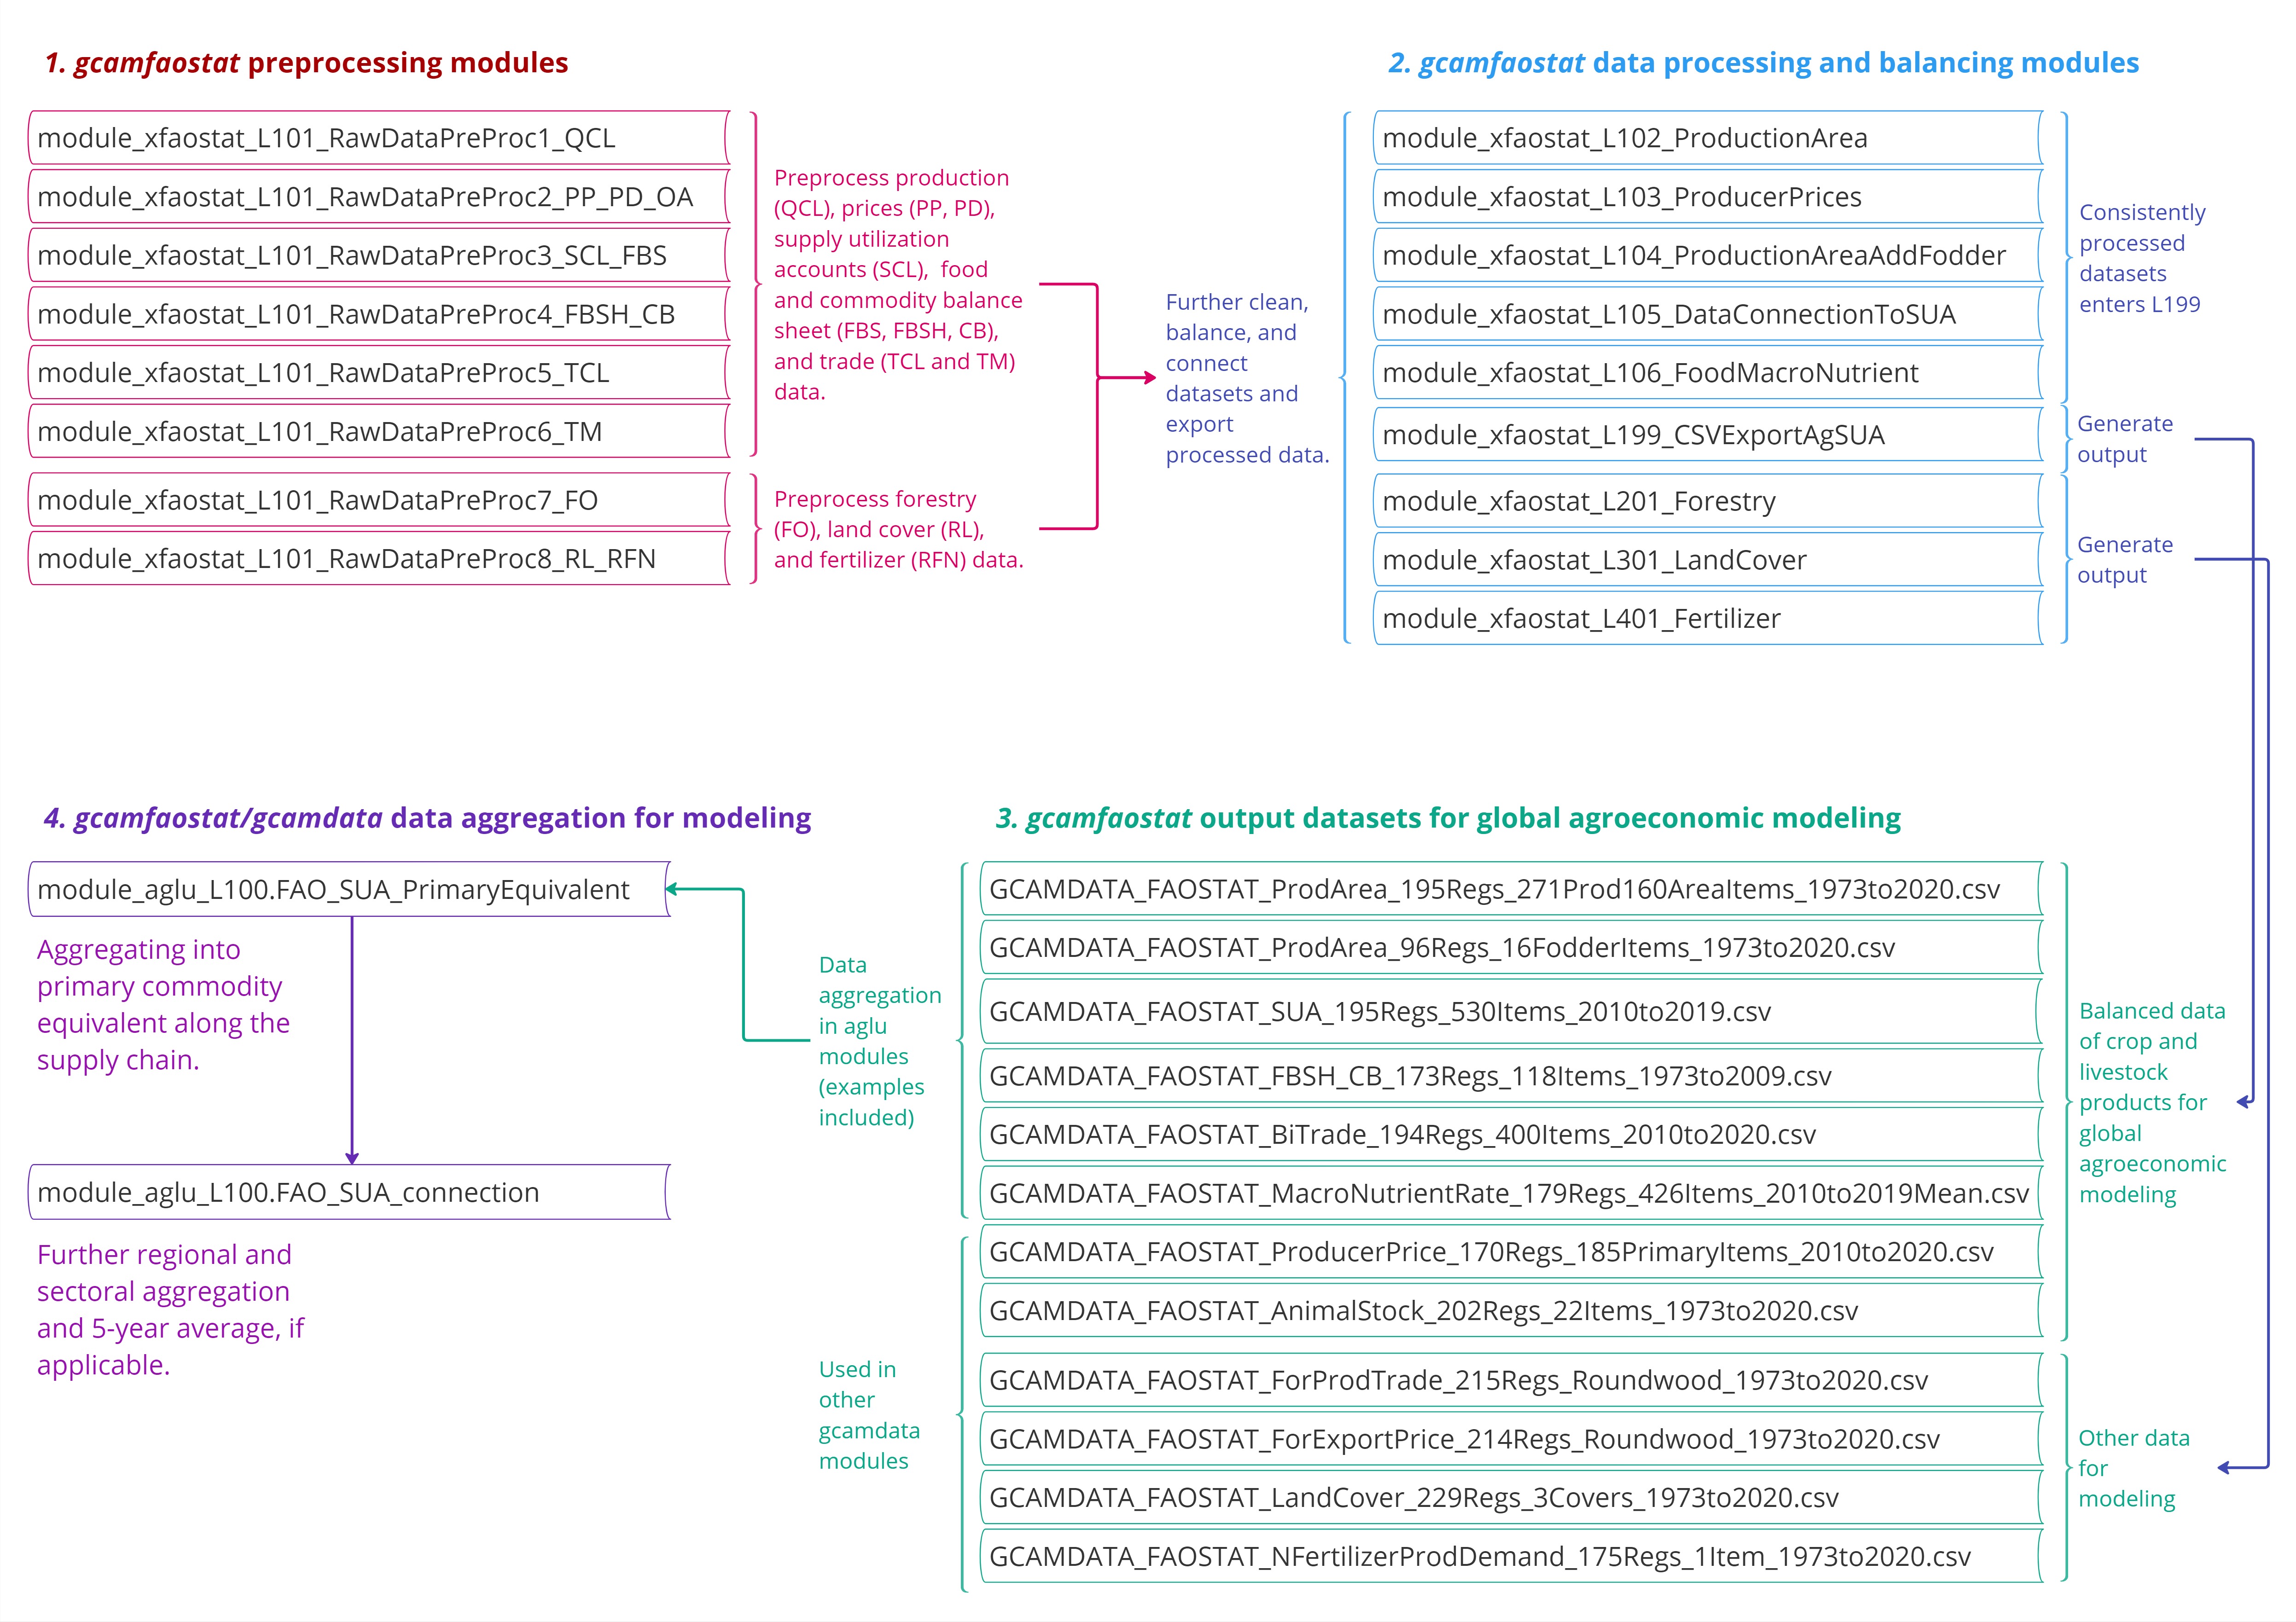 1. gcamfaostat preprocessing modules
module_xfaostat_L101_RawDataPreProc1_QCL
module_xfaostat_L101_RawDataPreProc2_PP_PD_OA
module_xfaostat_L101_RawDataPreProc3_SCL_FBS
module_xfaostat_L101_RawDataPreProc4_FBSH_CB
module_xfaostat_L101_RawDataPreProc5_TCL
module_xfaostat_L101_RawDataPreProc6_TM
module_xfaostat_L101_RawDataPreProc7_FO
module_xfaostat_L101_RawDataPreProc8_RL_RFN
Preprocess production
(QCL), prices (PP, PD),
supply utilization
accounts (SCL),  food
and commodity balance
sheet (FBS, FBSH, CB),
and trade (TCL and TM)
data.
Preprocess forestry
(FO), land cover (RL),
and fertilizer (RFN) data.
Further clean,
balance, and
connect
datasets and
export
processed data.
2. gcamfaostat data processing and balancing modules
module_xfaostat_L102_ProductionArea
module_xfaostat_L103_ProducerPrices
module_xfaostat_L104_ProductionAreaAddFodder
module_xfaostat_L105_DataConnectionToSUA
module_xfaostat_L106_FoodMacroNutrient
module_xfaostat_L199_CSVExportAgSUA
module_xfaostat_L201_Forestry
module_xfaostat_L301_LandCover
module_xfaostat_L401_Fertilizer
Consistently
processed
datasets
enters L199
Generate
output
Generate
output
3. gcamfaostat output datasets for global agroeconomic modeling
GCAMDATA_FAOSTAT_ProdArea_195Regs_271Prod160AreaItems_1973to2020.csv
GCAMDATA_FAOSTAT_ProdArea_96Regs_16FodderItems_1973to2020.csv
GCAMDATA_FAOSTAT_SUA_195Regs_530Items_2010to2019.csv
GCAMDATA_FAOSTAT_FBSH_CB_173Regs_118Items_1973to2009.csv
GCAMDATA_FAOSTAT_BiTrade_194Regs_400Items_2010to2020.csv
GCAMDATA_FAOSTAT_MacroNutrientRate_179Regs_426Items_2010to2019Mean.csv
GCAMDATA_FAOSTAT_ProducerPrice_170Regs_185PrimaryItems_2010to2020.csv
GCAMDATA_FAOSTAT_AnimalStock_202Regs_22Items_1973to2020.csv
GCAMDATA_FAOSTAT_ForProdTrade_215Regs_Roundwood_1973to2020.csv
GCAMDATA_FAOSTAT_ForExportPrice_214Regs_Roundwood_1973to2020.csv
GCAMDATA_FAOSTAT_LandCover_229Regs_3Covers_1973to2020.csv
GCAMDATA_FAOSTAT_NFertilizerProdDemand_175Regs_1Item_1973to2020.csv
Balanced data
of crop and
livestock
products for
global
agroeconomic
modeling
Other data
for
modeling
Data
aggregation
in aglu
modules
(examples
included)
Used in
other
gcamdata
modules
4. gcamfaostat/gcamdata data aggregation for modeling
module_aglu_L100.FAO_SUA_PrimaryEquivalent
Aggregating into
primary commodity
equivalent along the
supply chain.
module_aglu_L100.FAO_SUA_connection
Further regional and
sectoral aggregation
and 5-year average, if
applicable.